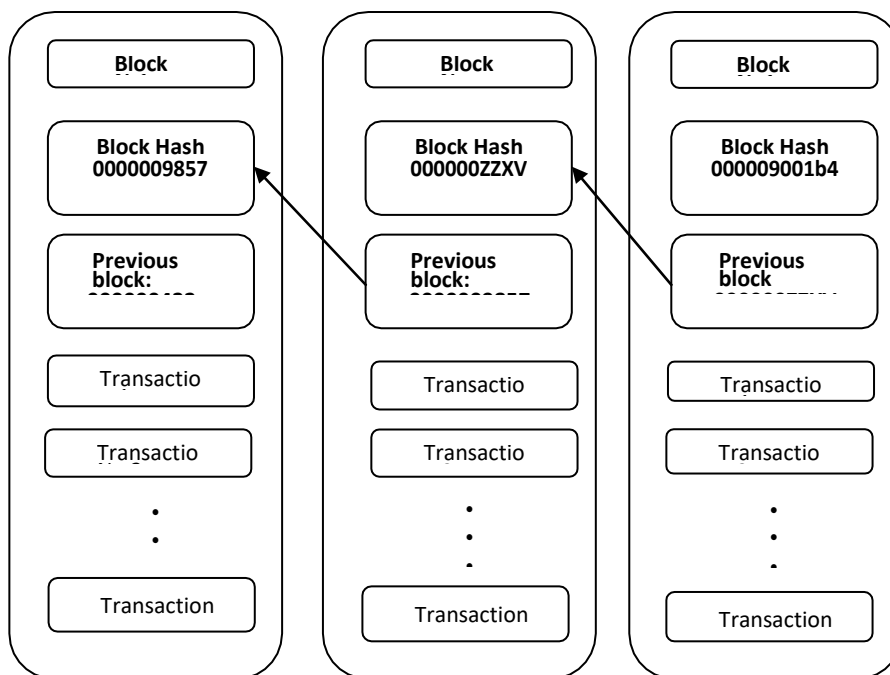 Block
Block Hash
0000009857
Previous
block:
Transactio
Transactio
Transaction
Block
Block Hash
000000ZZXV
Previous
block:
Transactio
Transactio
Transaction
Block
Block Hash
000009001b4
Previous
block
Transactio
Transactio
Transaction